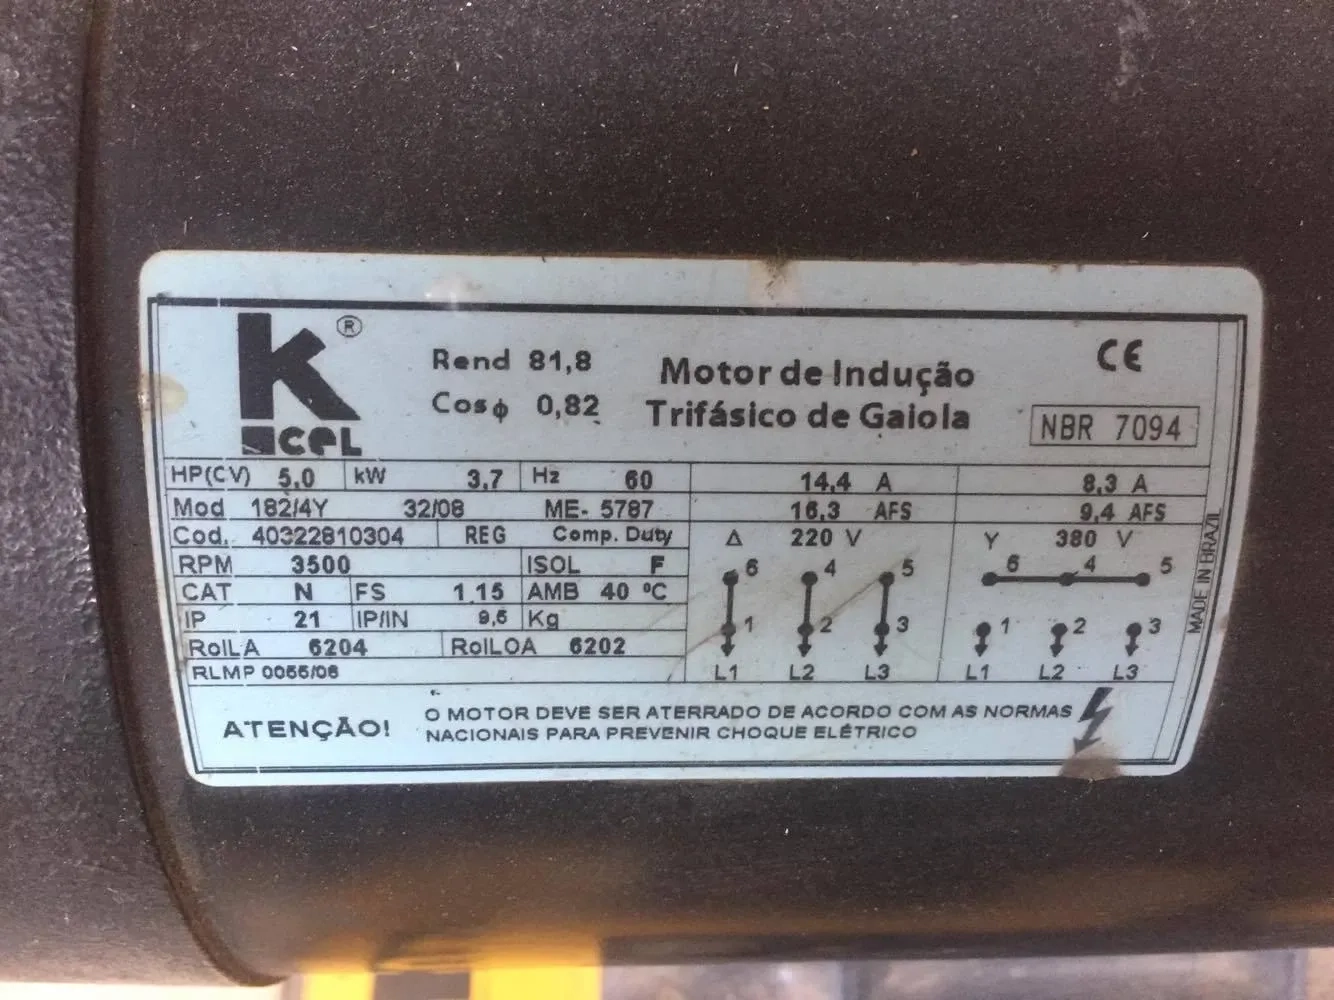 K®
cel
Rend 81,8
Cosϕ 0,82
Motor de Indução
Trifásico de Gaiola
CE
NBR 7094
HP(CV) 5,0 kW 3,7 Hz 60 14,4 A 8,3 A
Mod 182/4Y 32/08 ME- 5787 16,3 AFS 9,4 AFS
Cod. 40322810304 REG Comp. Duty Δ 220 V Y 380 V
RPM 3500 ISOL F
CAT N FS 1.15 AMB 40 ºC
IP 21 IP/IN 9,6 Kg
RolLA 6204 RolLOA 6202
RLMP 0055/08
6 4 5 6 4 5
1 2 3 1 2 3
L1 L2 L3 L1 L2 L3
MADE IN BRAZIL
ATENÇÃO! O MOTOR DEVE SER ATERRADO DE ACORDO COM AS NORMAS
NACIONAIS PARA PREVENIR CHOQUE ELÉTRICO